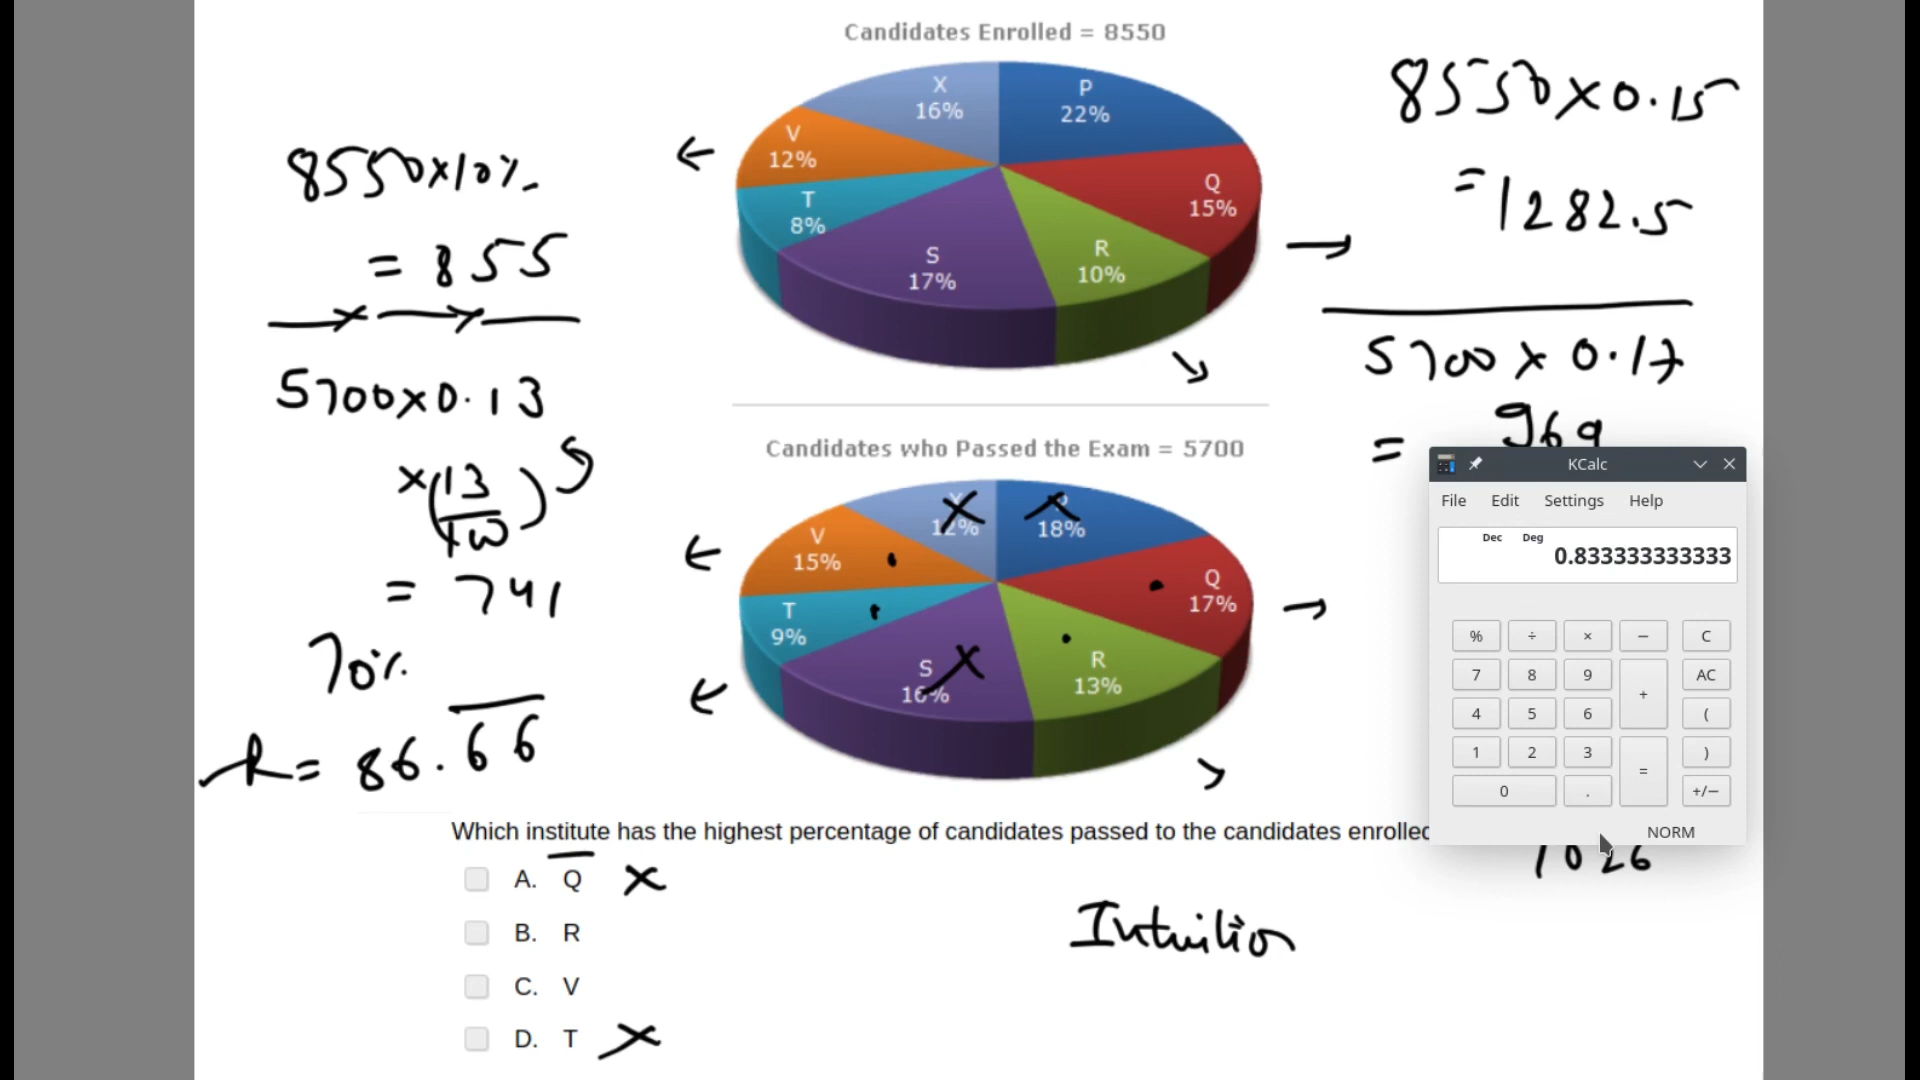 Candidates Enrolled = 8550
X
16%
P
22%
V
12%
Q
15%
T
8%
S
17%
R
10%
8550×10%
= 855
5700×0.13
×(13
100)
= 741
70%
R = 86.66
8550×0.15
= 1282.5
5700 × 0.17
= 969
Candidates who Passed the Exam = 5700
12%
18%
V
15%
Q
17%
T
9%
S
16%
R
13%
KCalc
File Edit Settings Help
Dec Deg
0.833333333333
% ÷ × − C
7 8 9 + AC
4 5 6 (
1 2 3 = )
0 . +/−
NORM
1026
Which institute has the highest percentage of candidates passed to the candidates enrolled
A. Q ×
B. R
C. V
D. T ×
Intuition